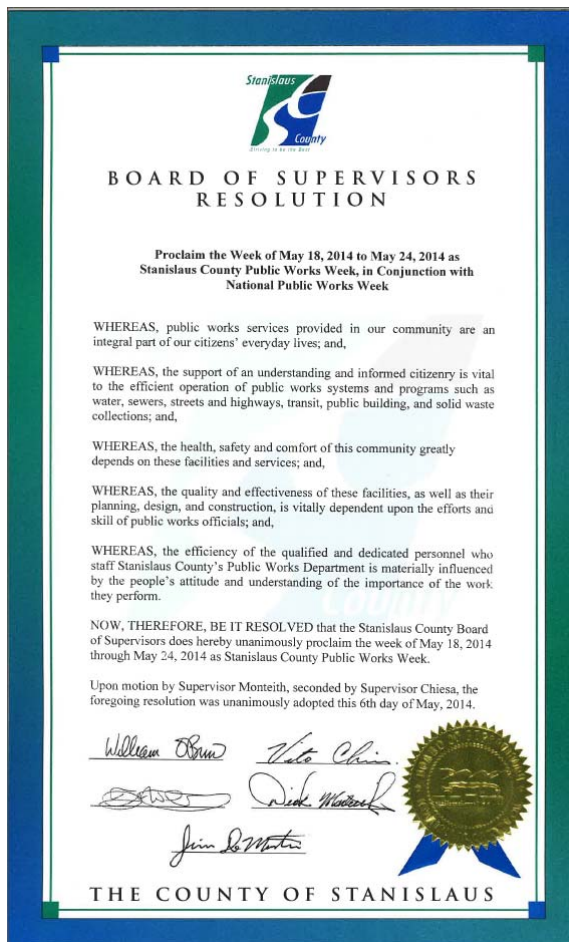 Stanislaus
County
Striving to be the Best
BOARD OF SUPERVISORS
RESOLUTION
Proclaim the Week of May 18, 2014 to May 24, 2014 as
Stanislaus County Public Works Week, in Conjunction with
National Public Works Week
WHEREAS, public works services provided in our community are an
integral part of our citizens' everyday lives; and,
WHEREAS, the support of an understanding and informed citizenry is vital
to the efficient operation of public works systems and programs such as
water, sewers, streets and highways, transit, public building, and solid waste
collections; and,
WHEREAS, the health, safety and comfort of this community greatly
depends on these facilities and services; and,
WHEREAS, the quality and effectiveness of these facilities, as well as their
planning, design, and construction, is vitally dependent upon the efforts and
skill of public works officials; and,
WHEREAS, the efficiency of the qualified and dedicated personnel who
staff Stanislaus County's Public Works Department is materially influenced
by the people's attitude and understanding of the importance of the work
they perform.
County
NOW, THEREFORE, BE IT RESOLVED that the Stanislaus County Board
of Supervisors does hereby unanimously proclaim the week of May 18, 2014
through May 24, 2014 as Stanislaus County Public Works Week.
Upon motion by Supervisor Monteith, seconded by Supervisor Chiesa, the
foregoing resolution was unanimously adopted this 6th day of May, 2014.
William O'Brien Vito Chiesa
Dick Monteith
Jim DeMartini
THE COUNTY OF STANISLAUS